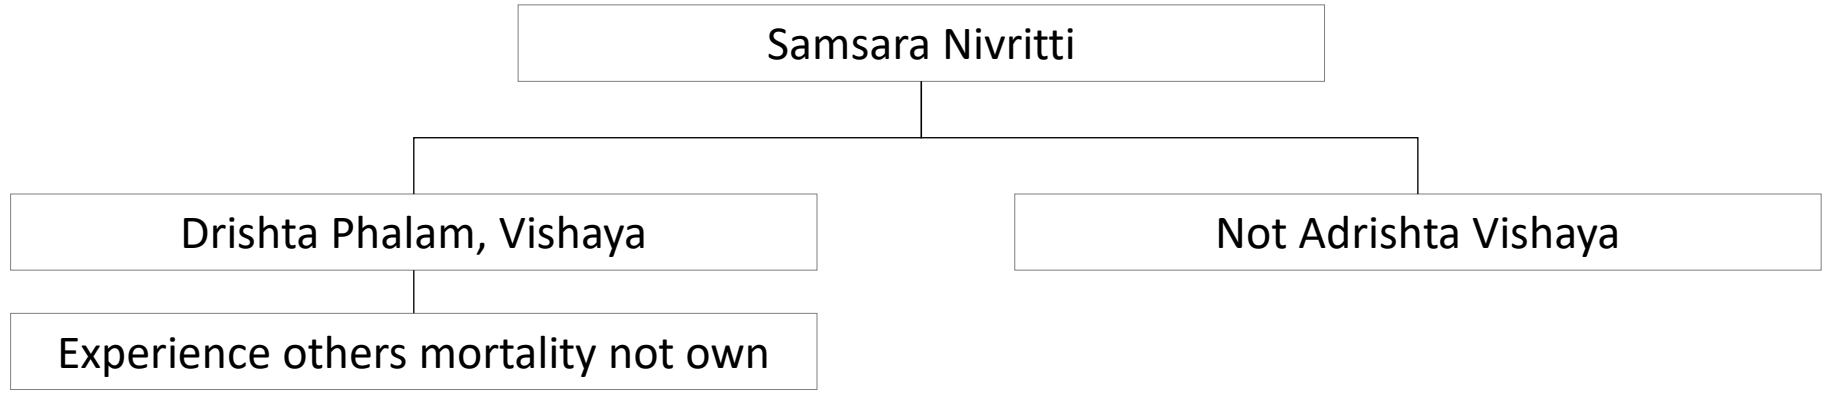 Samsara Nivritti
Drishta Phalam, Vishaya
Not Adrishta Vishaya
Experience others mortality not own